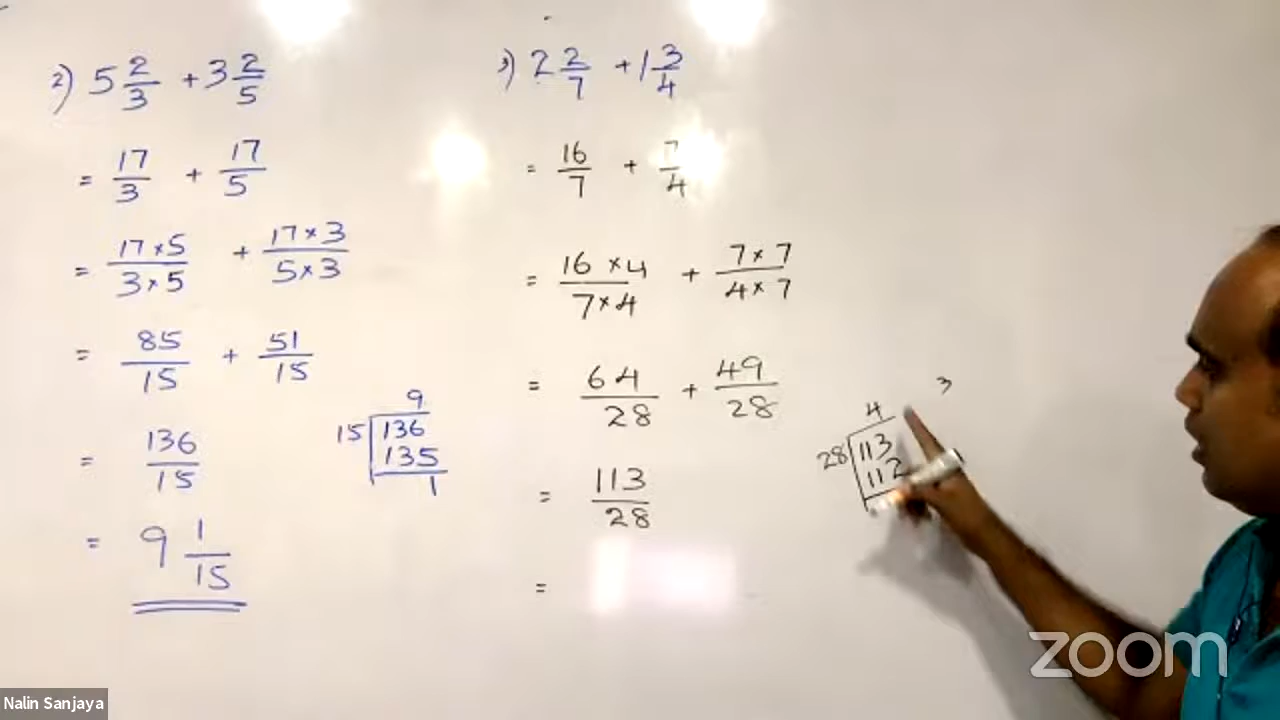 2) 5 2/3 + 3 2/5
= 17/3 + 17/5
= 17×5/3×5 + 17×3/5×3
= 85/15 + 51/15
= 136/15
= 9 1/15
9
15 136
135
1
3) 2 2/7 + 1 3/4
= 16/7 + 7/4
= 16×4/7×4 + 7×7/4×7
= 64/28 + 49/28
= 113/28
=
3
4
28 113
112
zoom
Nalin Sanjaya